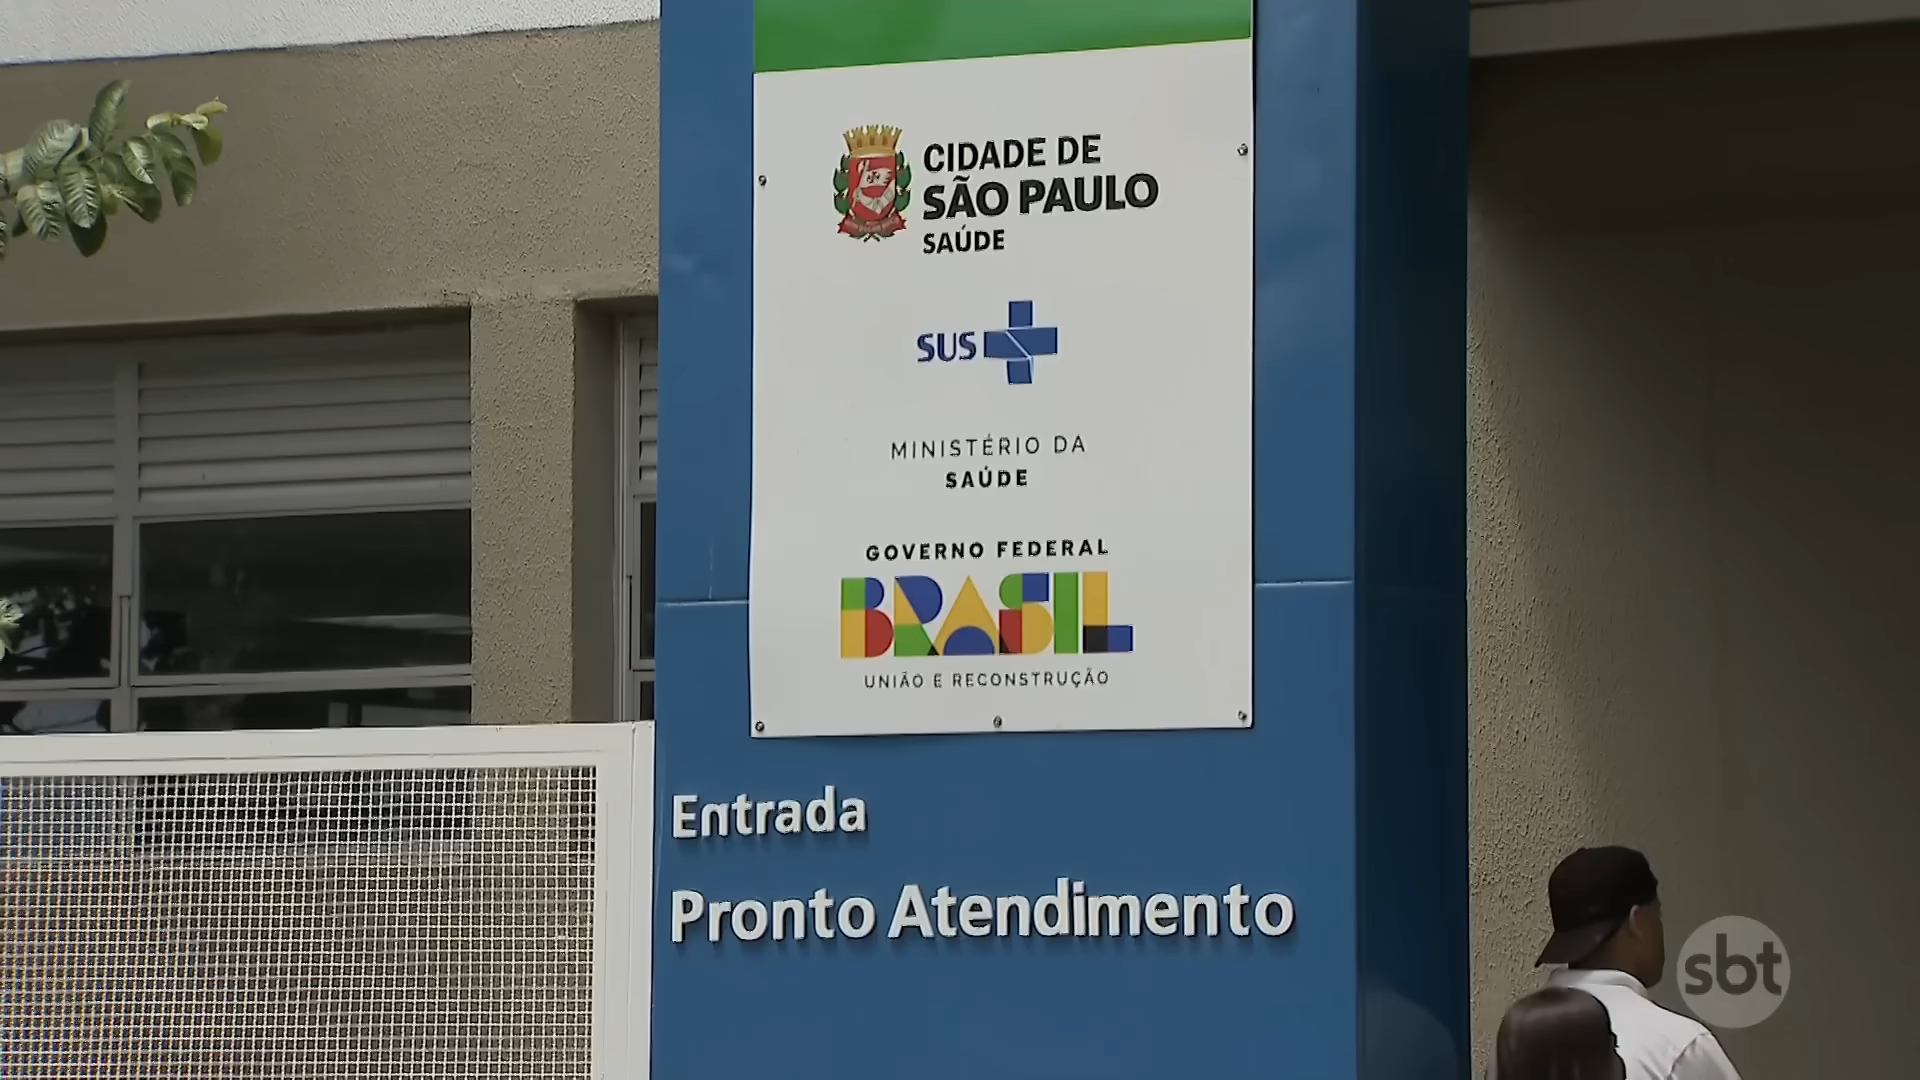 CIDADE DE
SÃO PAULO
SAÚDE
SUS
MINISTÉRIO DA
SAÚDE
GOVERNO FEDERAL
BRASIL
UNIÃO E RECONSTRUÇÃO
Entrada
Pronto Atendimento
sbt